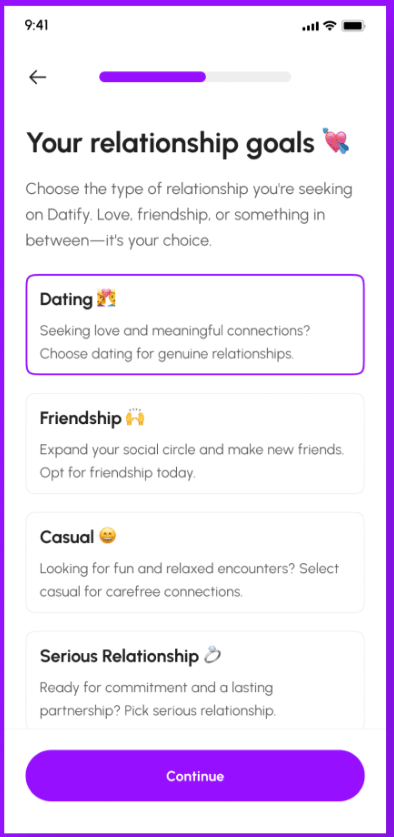 9:41
Your relationship goals 💘
Choose the type of relationship you're seeking
on Datify. Love, friendship, or something in
between—it's your choice.
Dating 👩‍❤️‍💋‍👨
Seeking love and meaningful connections?
Choose dating for genuine relationships.
Friendship 🙌
Expand your social circle and make new friends.
Opt for friendship today.
Casual 😄
Looking for fun and relaxed encounters? Select
casual for carefree connections.
Serious Relationship 💍
Ready for commitment and a lasting
partnership? Pick serious relationship.
Continue